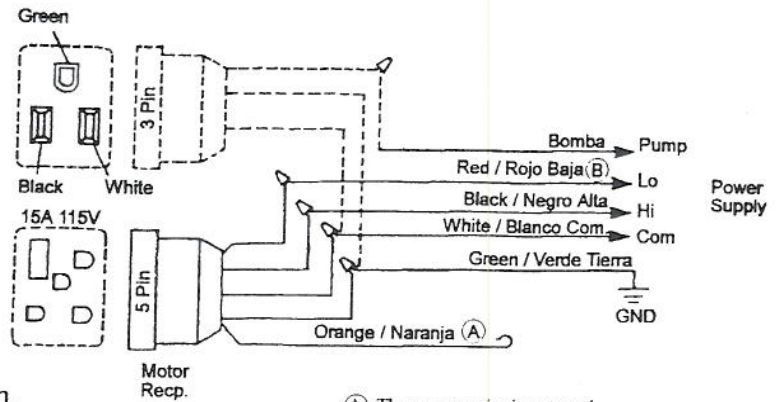 Green
3 Pin
Black
White
Bomba
Pump
Red / Rojo Baja (B)
Lo
Power
Supply
Black / Negro Alta
Hi
White / Blanco Com.
Com
Green / Verde Tierra
GND
15A 115V
5 Pin
Orange / Naranja (A)
Motor
Recp.
(A)